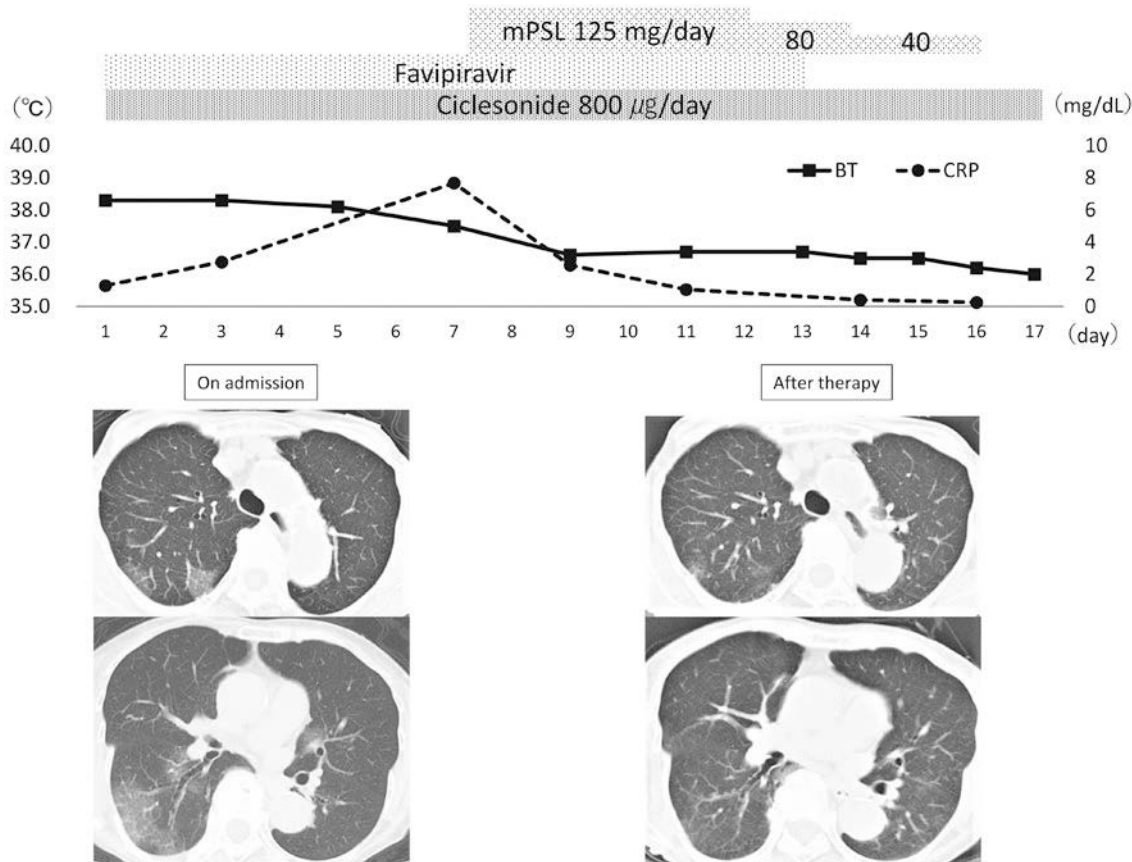 mPSL 125 mg/day
80
40
Favipiravir
Ciclesonide 800 μg/day
(℃)
(mg/dL)
40.0
39.0
38.0
37.0
36.0
35.0
BT
CRP
10
8
6
4
2
0
1 2 3 4 5 6 7 8 9 10 11 12 13 14 15 16 17 (day)
On admission
After therapy